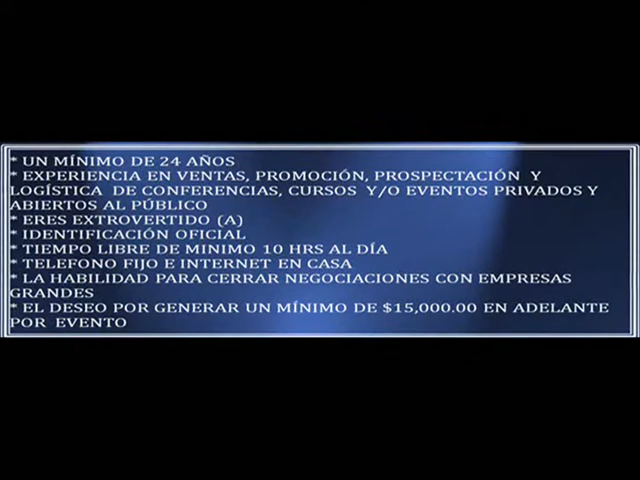 * UN MÍNIMO DE 24 AÑOS
* EXPERIENCIA EN VENTAS, PROMOCIÓN, PROSPECTACIÓN Y
LOGÍSTICA DE CONFERENCIAS, CURSOS Y/O EVENTOS PRIVADOS Y
ABIERTOS AL PÚBLICO
* ERES EXTROVERTIDO (A)
* IDENTIFICACIÓN OFICIAL
* TIEMPO LIBRE DE MINIMO 10 HRS AL DÍA
* TELEFONO FIJO E INTERNET EN CASA
* LA HABILIDAD PARA CERRAR NEGOCIACIONES CON EMPRESAS
GRANDES
* EL DESEO POR GENERAR UN MÍNIMO DE $15,000.00 EN ADELANTE
POR EVENTO